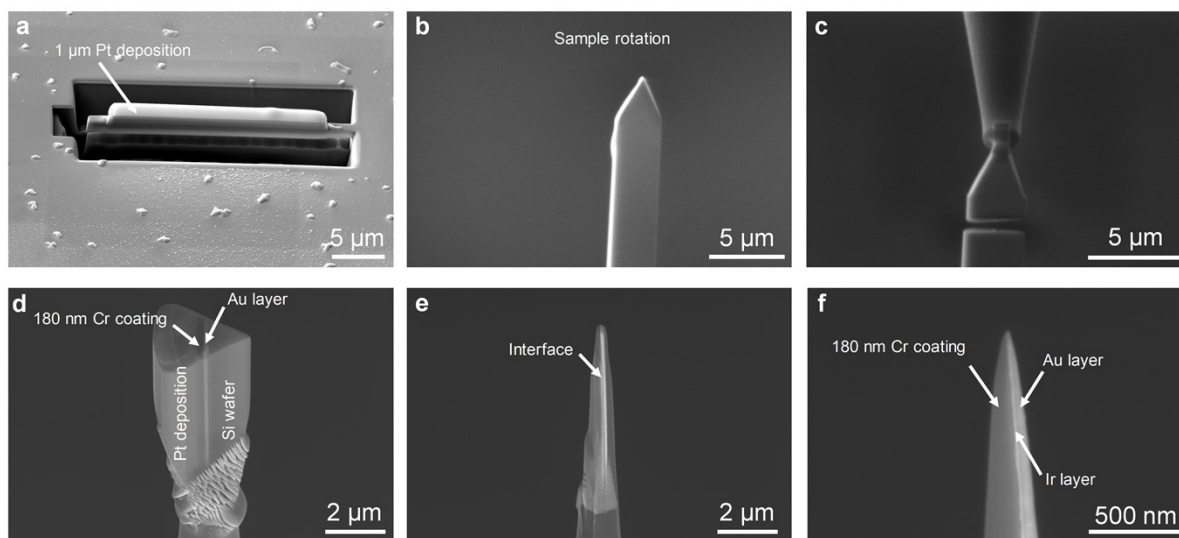 a
1 μm Pt deposition
5 μm
b
Sample rotation
5 μm
c
5 μm
d
Au layer
180 nm Cr coating
Pt deposition
Si wafer
2 μm
e
Interface
2 μm
f
180 nm Cr coating
Au layer
Ir layer
500 nm